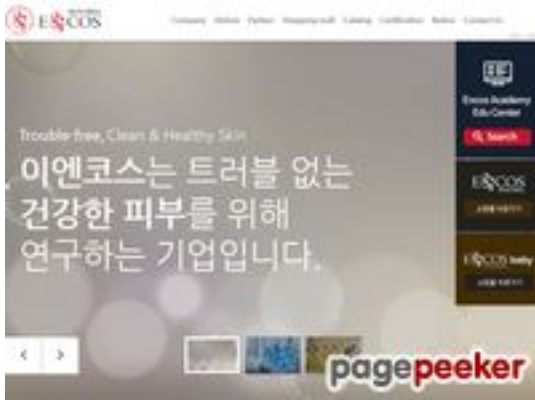 ENCOS
Company History Partner Shopping mall Catalog Certification Notice Contact Us
Encos Academy
Edu Center
Search
Trouble-free, Clean & Healthy Skin
이엔코스는 트러블 없는
건강한 피부를 위해
연구하는 기업입니다.
ENCOS
ENCOS baby
pagepeeker